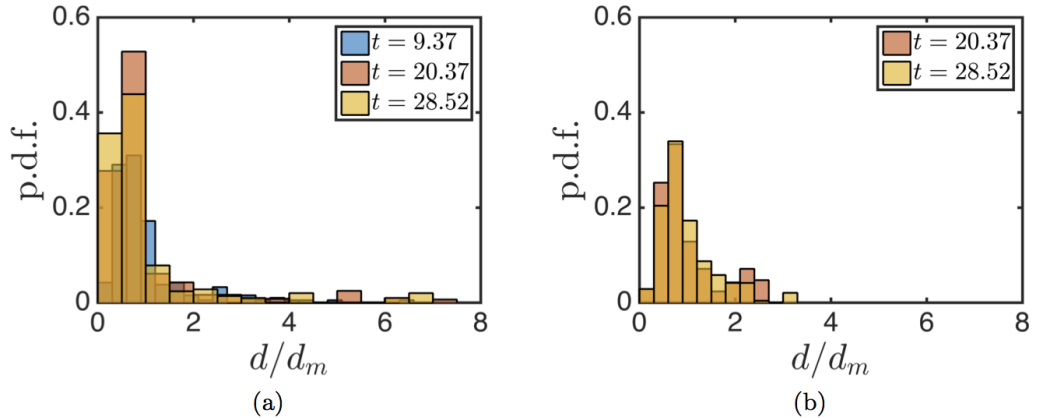 0.6
0.4
0.2
0
p.d.f.
0 2 4 6 8
d/d_m
t = 9.37
t = 20.37
t = 28.52
(a)
0.6
0.4
0.2
0
p.d.f.
0 2 4 6 8
d/d_m
t = 20.37
t = 28.52
(b)